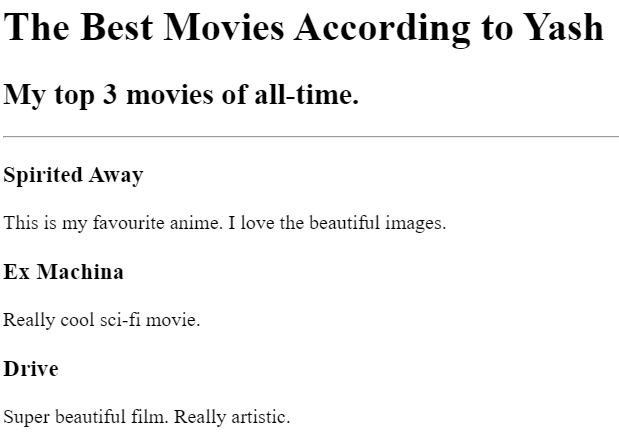 The Best Movies According to Yash
My top 3 movies of all-time.
Spirited Away
This is my favourite anime. I love the beautiful images.
Ex Machina
Really cool sci-fi movie.
Drive
Super beautiful film. Really artistic.